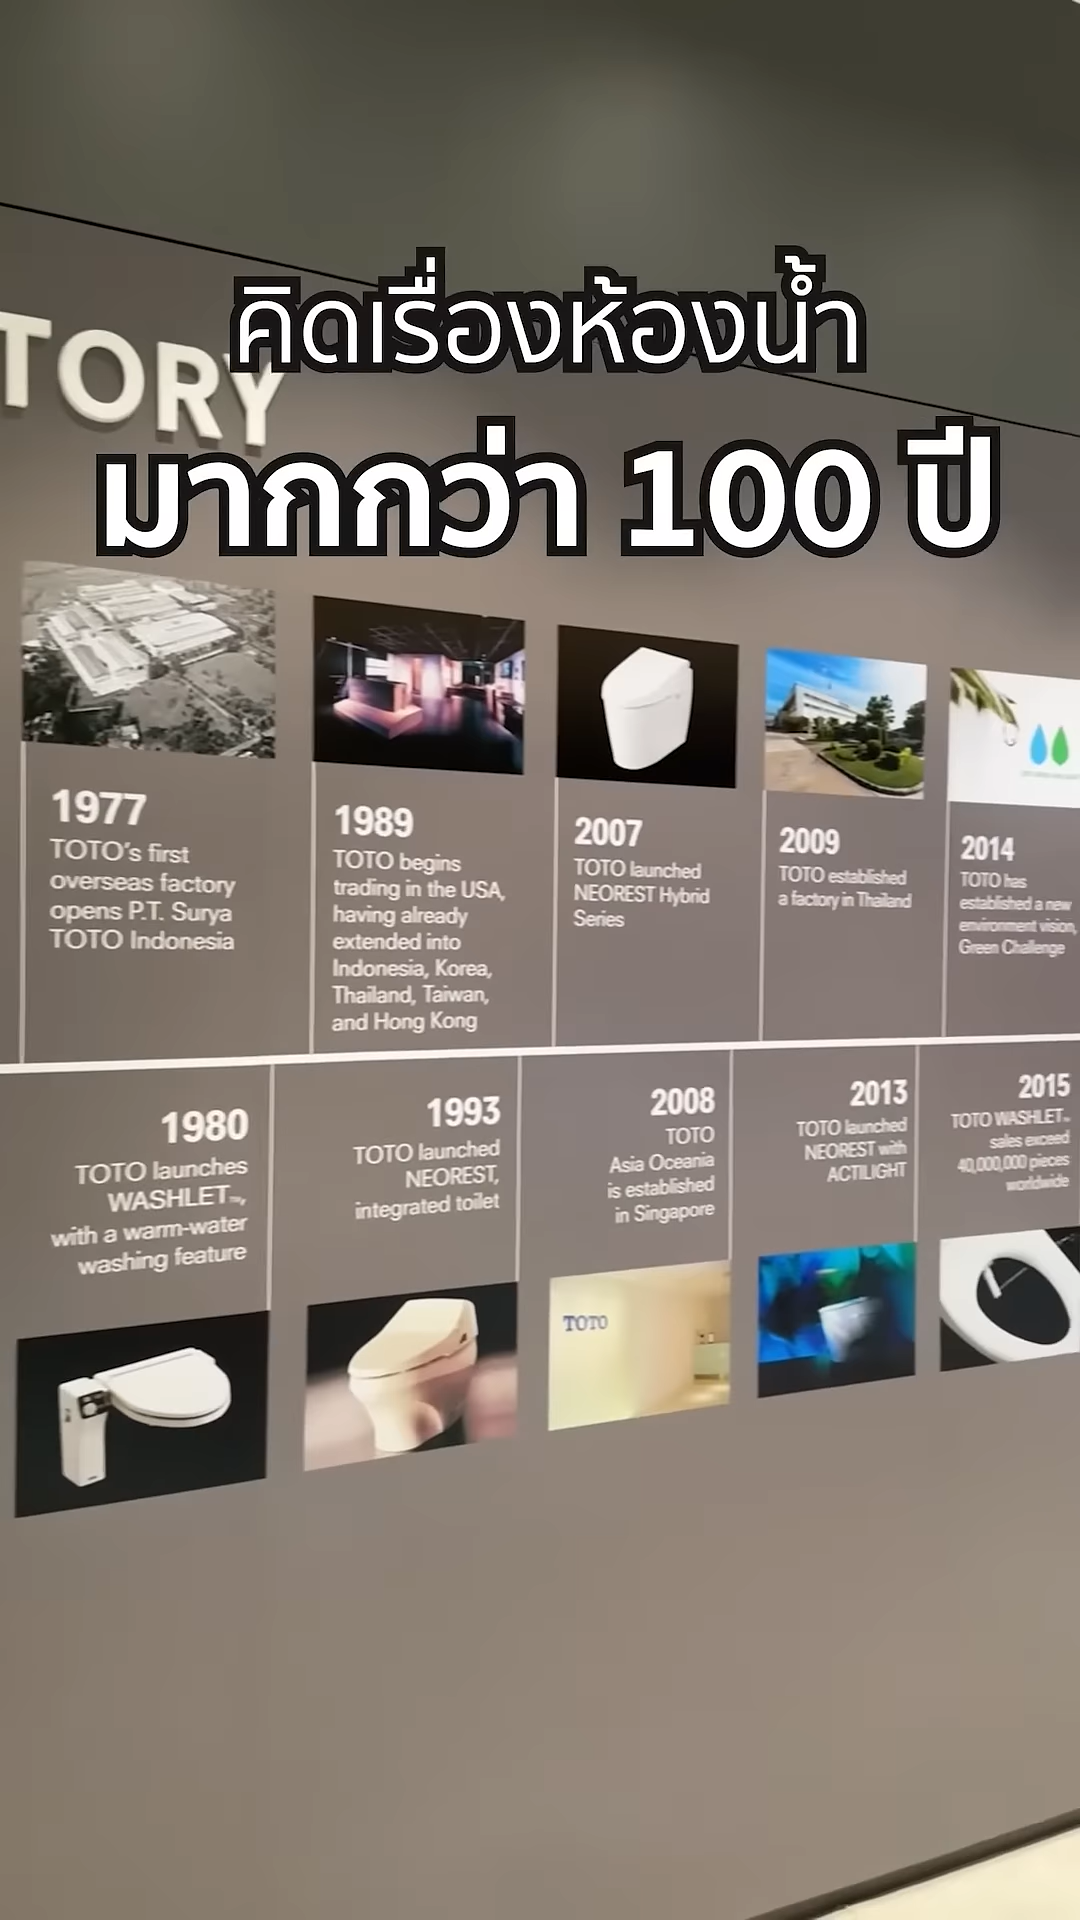 คิดเรื่องห้องน้ำ
มากกว่า 100 ปี
TORY
1977
TOTO's first
overseas factory
opens P.T. Surya
TOTO Indonesia
1989
TOTO begins
trading in the USA,
having already
extended into
Indonesia, Korea,
Thailand, Taiwan,
and Hong Kong
2007
TOTO launched
NEOREST Hybrid
Series
2009
TOTO established
a factory in Thailand
2014
TOTO has
established a new
environment vision,
Green Challenge
1980
TOTO launches
WASHLET™,
with a warm-water
washing feature
1993
TOTO launched
NEOREST,
integrated toilet
2008
TOTO
Asia Oceania
is established
in Singapore
TOTO
2013
TOTO launched
NEOREST with
ACTILIGHT
2015
TOTO WASHLET™
sales exceed
40,000,000 pieces
worldwide